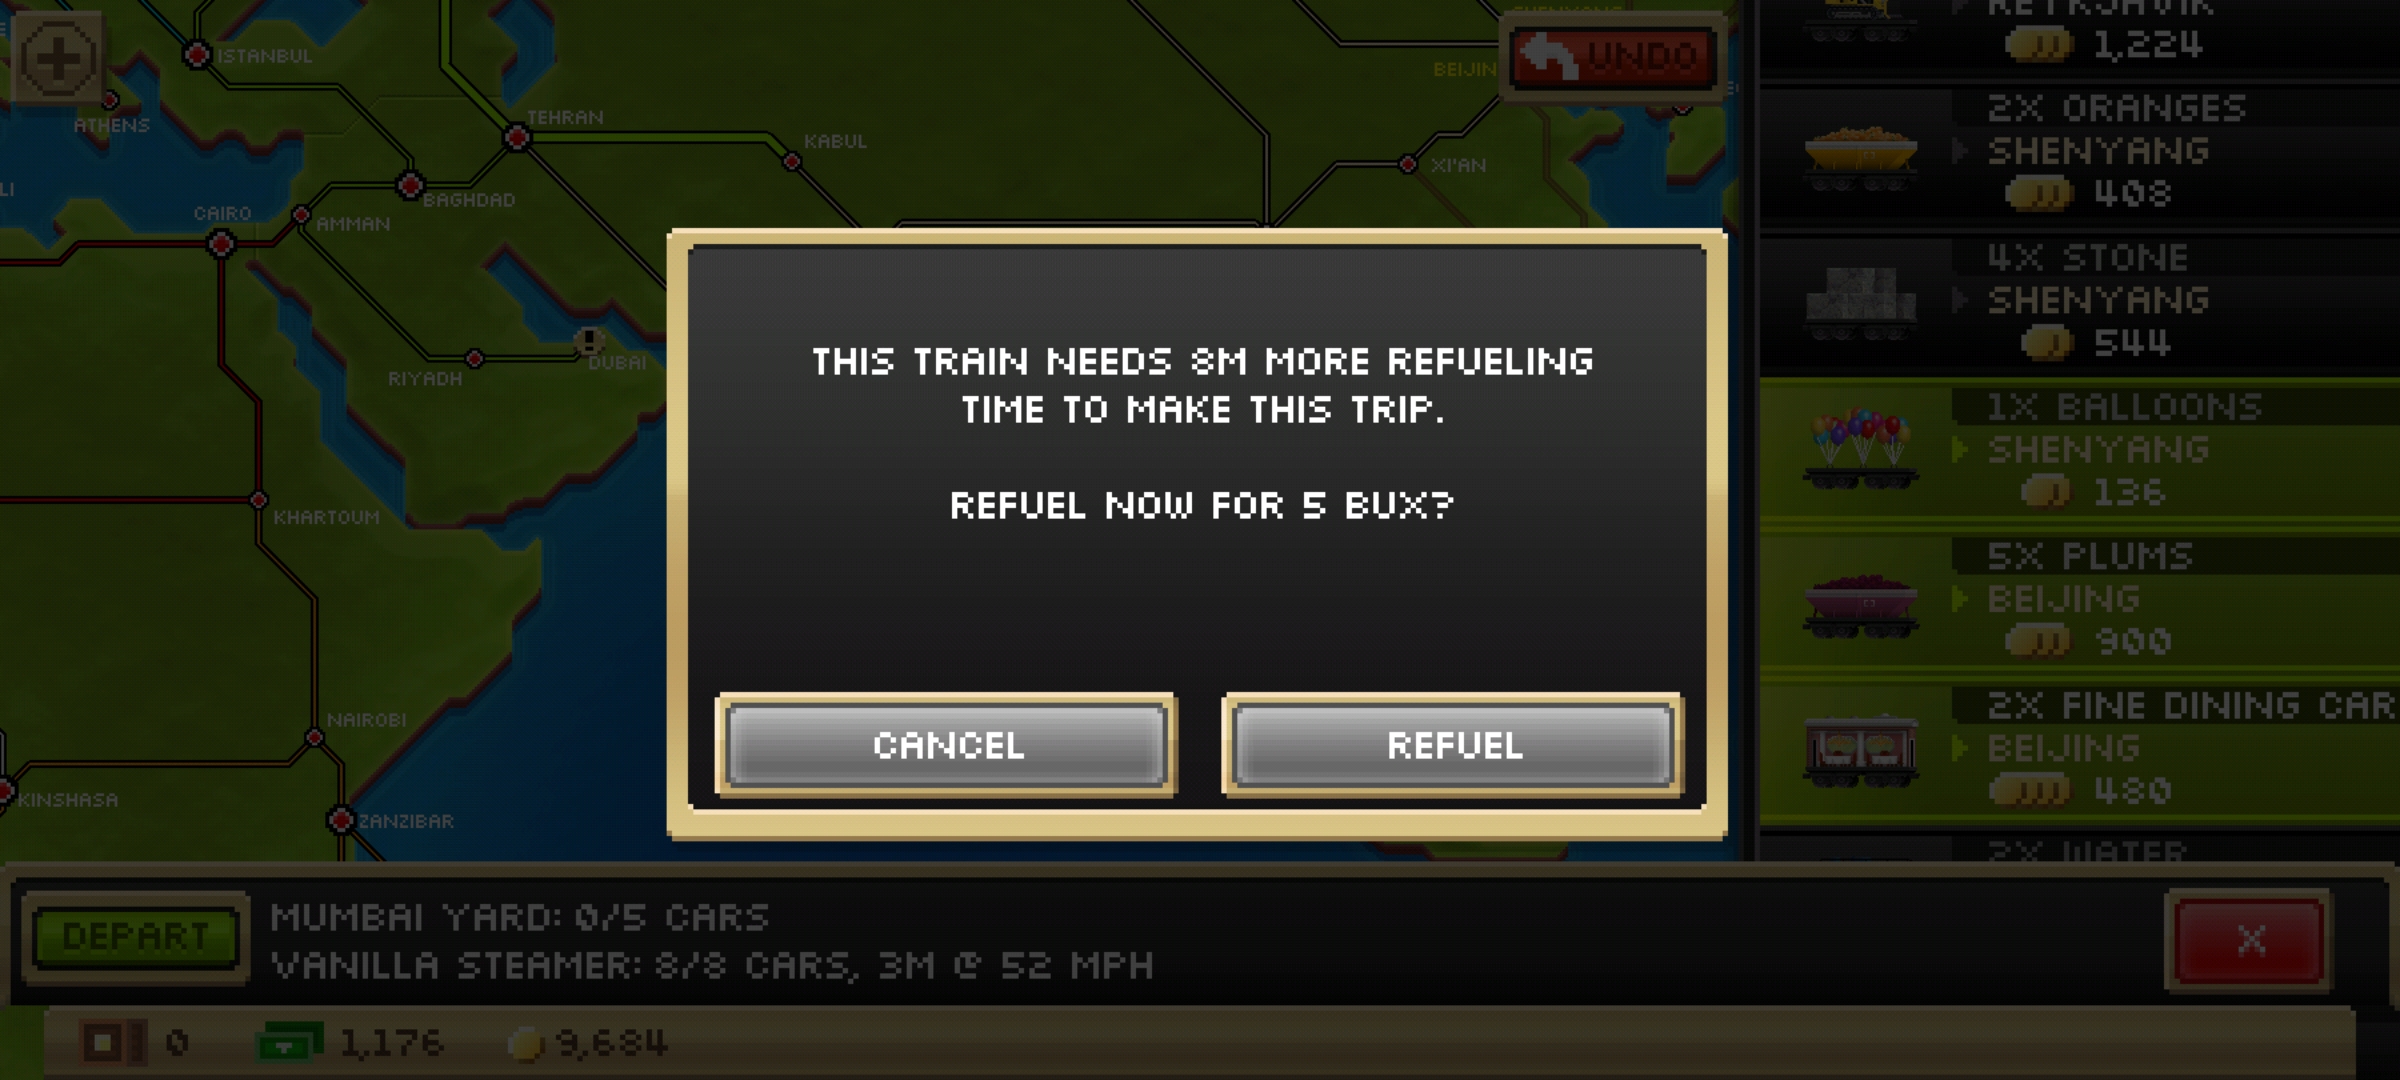 ISTANBUL
ATHENS
TEHRAN
KABUL
BAGHDAD
CAIRO
AMMAN
RIYADH
DUBAI
KHARTOUM
NAIROBI
KINSHASA
ZANZIBAR
XI'AN
UNDO
THIS TRAIN NEEDS 8M MORE REFUELING
TIME TO MAKE THIS TRIP.
REFUEL NOW FOR 5 BUX?
CANCEL
REFUEL
REYKJAVIK
1,224
2X ORANGES
SHENYANG
408
4X STONE
SHENYANG
544
1X BALLOONS
SHENYANG
136
5X PLUMS
BEIJING
900
2X FINE DINING CAR
BEIJING
480
2X WATER
DEPART
MUMBAI YARD: 0/5 CARS
VANILLA STEAMER: 8/8 CARS, 3M @ 52 MPH
X
0
1,176
9,684